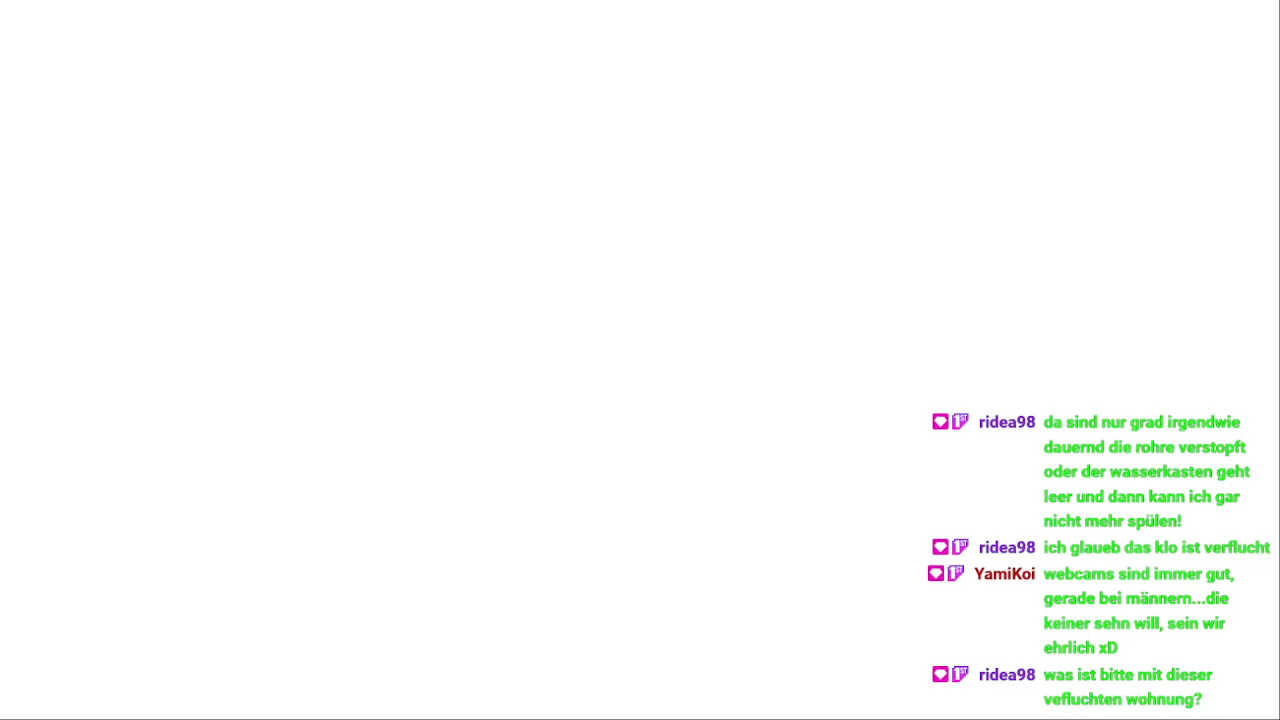 ridea98 da sind nur grad irgendwie
dauernd die rohre verstopft
oder der wasserkasten geht
leer und dann kann ich gar
nicht mehr spülen!
ridea98 ich glaueb das klo ist verflucht
YamiKoi webcams sind immer gut,
gerade bei männern...die
keiner sehn will, sein wir
ehrlich xD
ridea98 was ist bitte mit dieser
vefluchten wohnung?